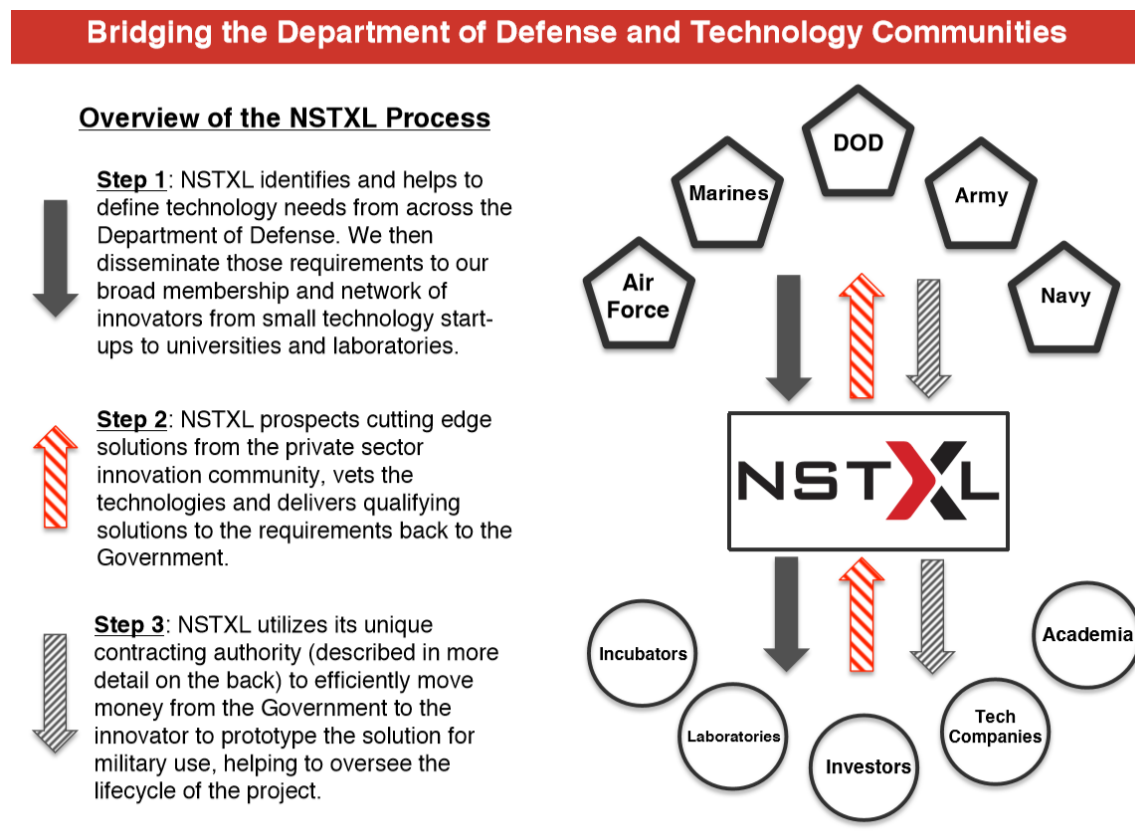 Bridging the Department of Defense and Technology Communities
Overview of the NSTXL Process
Step 1: NSTXL identifies and helps to
define technology needs from across the
Department of Defense. We then
disseminate those requirements to our
broad membership and network of
innovators from small technology start-
ups to universities and laboratories.
Step 2: NSTXL prospects cutting edge
solutions from the private sector
innovation community, vets the
technologies and delivers qualifying
solutions to the requirements back to the
Government.
Step 3: NSTXL utilizes its unique
contracting authority (described in more
detail on the back) to efficiently move
money from the Government to the
innovator to prototype the solution for
military use, helping to oversee the
lifecycle of the project.
DOD
Marines
Army
Air
Force
Navy
NSTXL
Incubators
Academia
Laboratories
Tech
Companies
Investors